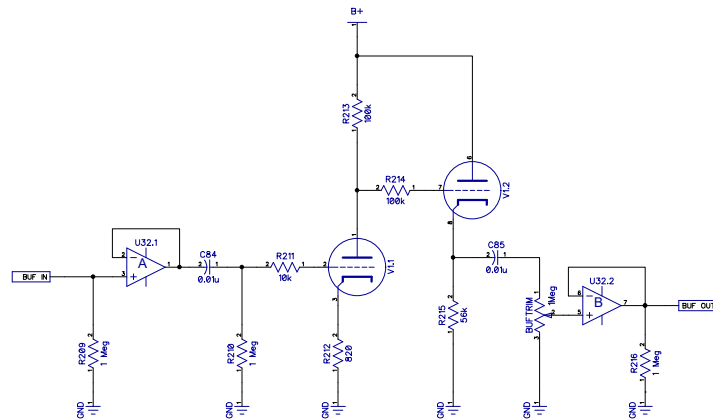 B+
2
R213
100k
1
6
R214
2
1
7
100k
V1.2
8
U32.1
2
A
1
3
BUF IN
C84
1
2
0.01u
R211
2
1
10k
1
2
V1.1
3
C85
2
1
0.01u
U32.2
6
B
7
5
BUF OUT
1Meg
1
2
BUFTRIM
3
2
R215
56k
1
2
R209
1 Meg
1
2
R210
1 Meg
1
2
R212
820
1
2
R216
1 Meg
1
GND
GND
GND
GND
GND
GND